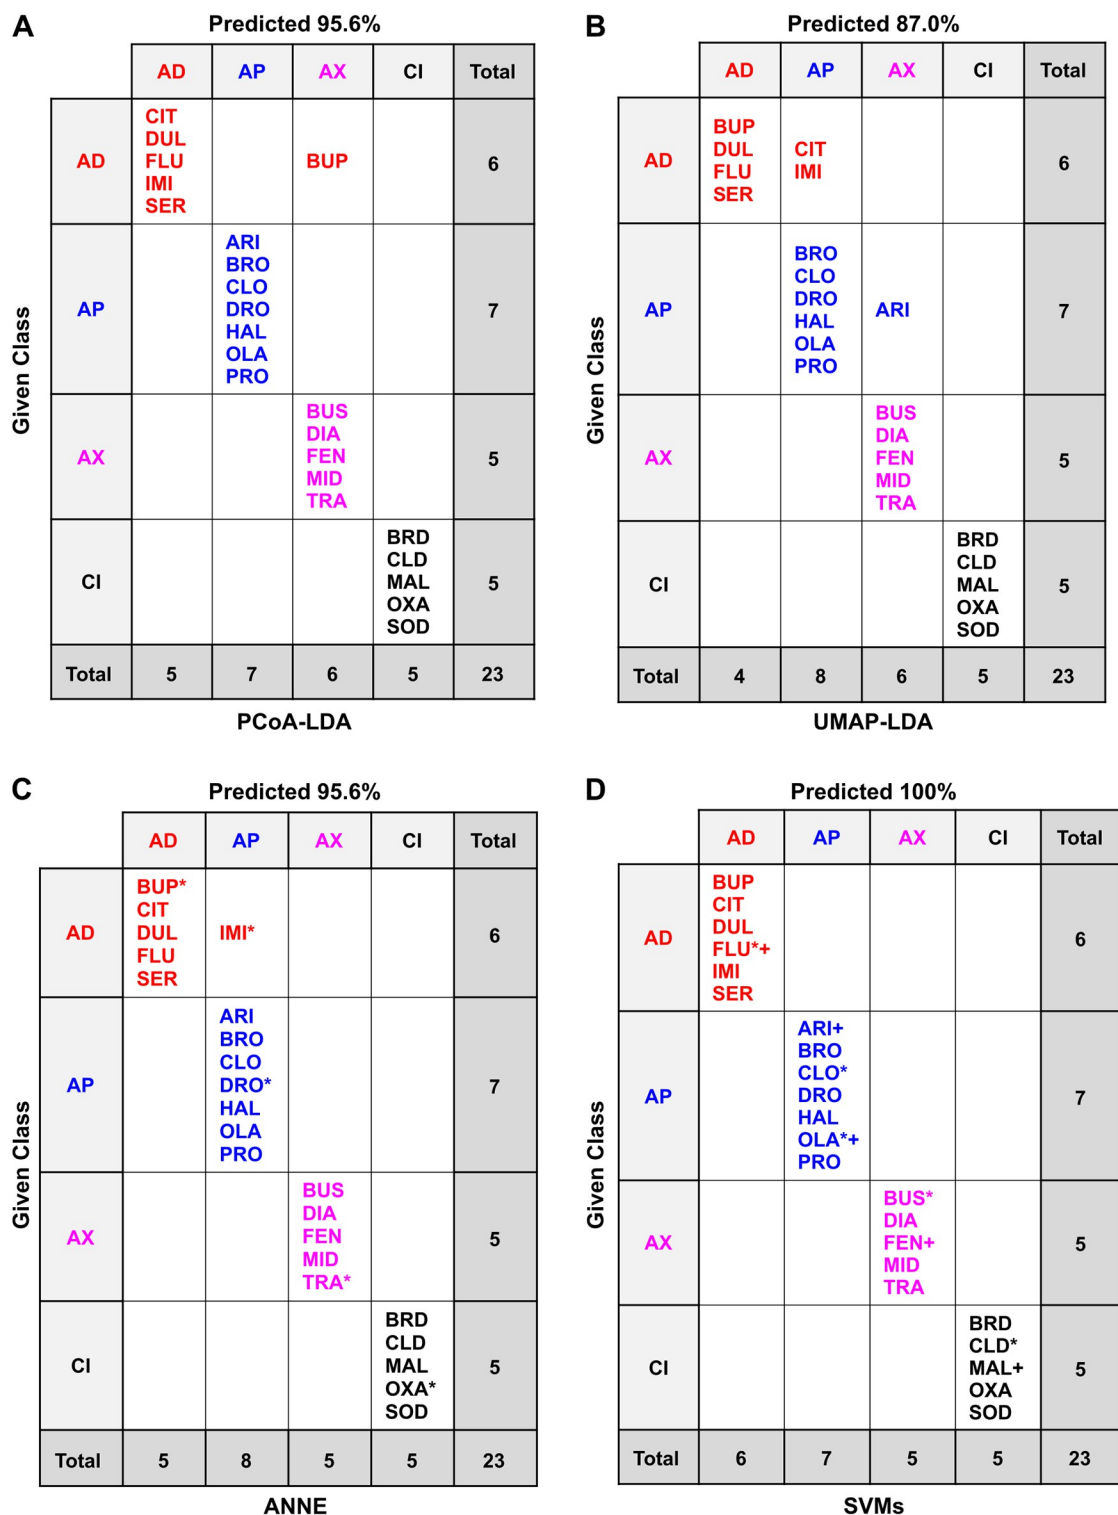 A
Predicted 95.6%
AD AP AX CI Total
AD
CIT
DUL
FLU
IMI
SER
BUP
6
Given Class
AP
ARI
BRO
CLO
DRO
HAL
OLA
PRO
7
AX
BUS
DIA
FEN
MID
TRA
5
CI
BRD
CLD
MAL
OXA
SOD
5
Total 5 7 6 5 23
PCoA-LDA
B
Predicted 87.0%
AD AP AX CI Total
AD
BUP
DUL
FLU
SER
CIT
IMI
6
Given Class
AP
BRO
CLO
DRO
HAL
OLA
PRO
ARI
7
AX
BUS
DIA
FEN
MID
TRA
5
CI
BRD
CLD
MAL
OXA
SOD
5
Total 4 8 6 5 23
UMAP-LDA
C
Predicted 95.6%
AD AP AX CI Total
AD
BUP*
CIT
DUL
FLU
SER
IMI*
6
Given Class
AP
ARI
BRO
CLO
DRO*
HAL
OLA
PRO
7
AX
BUS
DIA
FEN
MID
TRA*
5
CI
BRD
CLD
MAL
OXA*
SOD
5
Total 5 8 5 5 23
ANNE
D
Predicted 100%
AD AP AX CI Total
AD
BUP
CIT
DUL
FLU*+
IMI
SER
6
Given Class
AP
ARI+
BRO
CLO*
DRO
HAL
OLA*+
PRO
7
AX
BUS*
DIA
FEN+
MID
TRA
5
CI
BRD
CLD*
MAL+
OXA
SOD
5
Total 6 7 5 5 23
SVMs